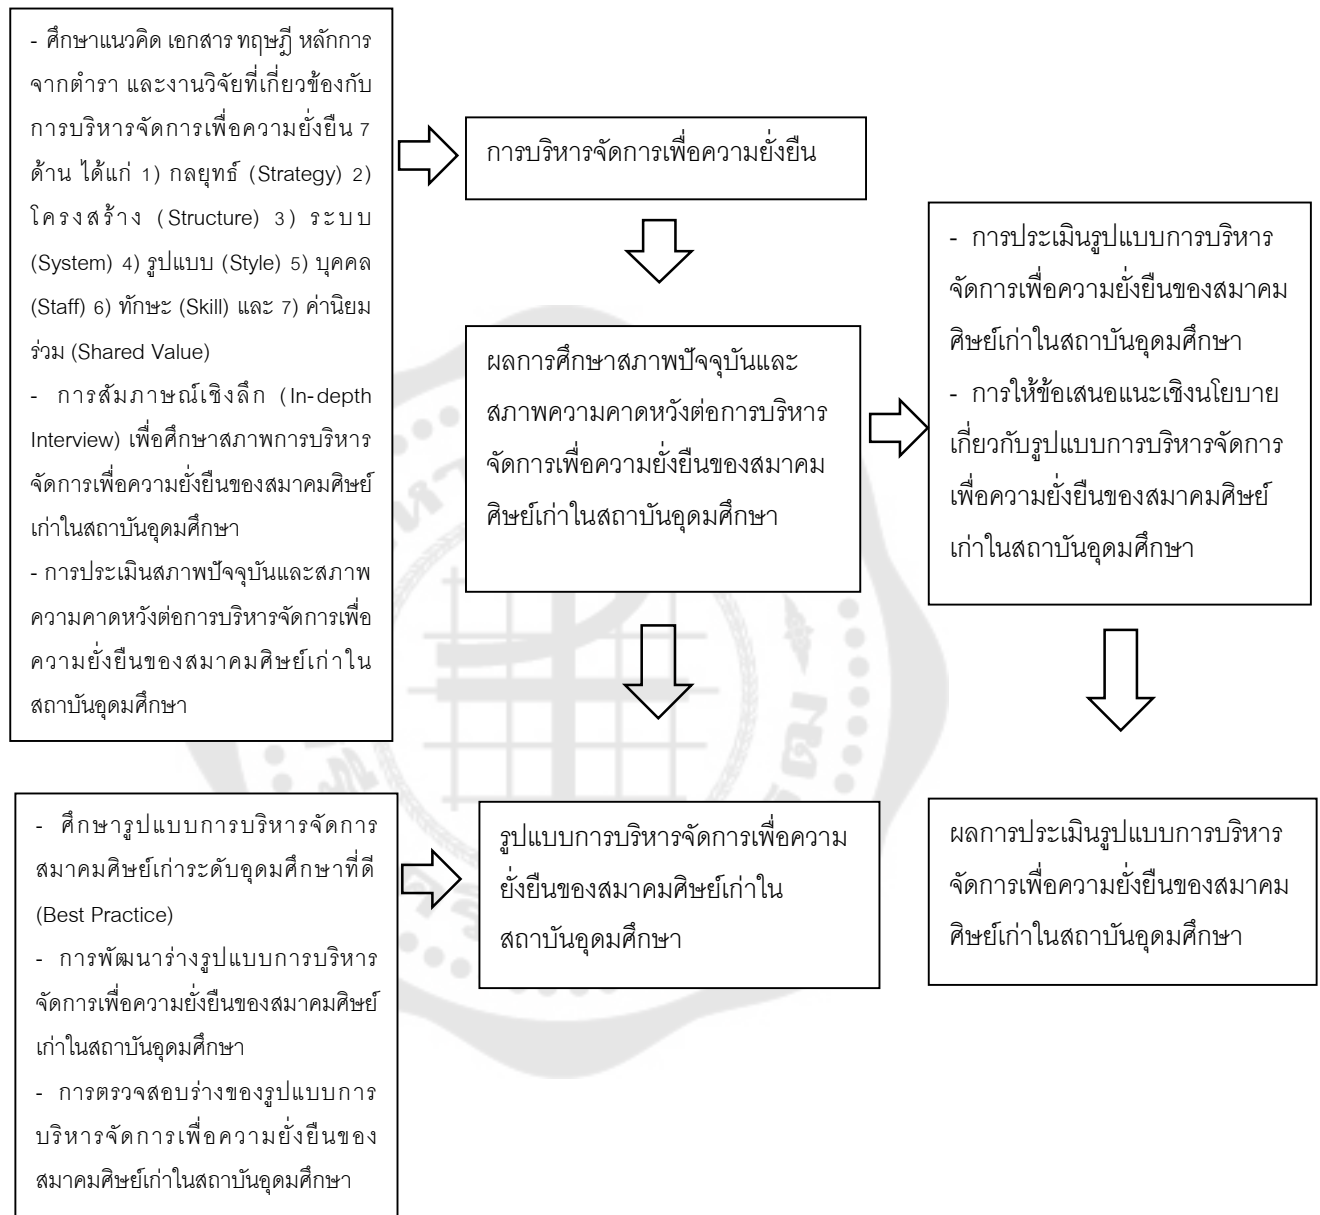 - ศึกษาแนวคิด เอกสาร ทฤษฎี หลักการ
จากตำรา และงานวิจัยที่เกี่ยวข้องกับ
การบริหารจัดการเพื่อความยั่งยืน 7
ด้าน ได้แก่ 1) กลยุทธ์ (Strategy) 2)
โครงสร้าง (Structure) 3) ระบบ
(System) 4) รูปแบบ (Style) 5) บุคคล
(Staff) 6) ทักษะ (Skill) และ 7) ค่านิยม
ร่วม (Shared Value)
- การสัมภาษณ์เชิงลึก (In-depth
Interview) เพื่อศึกษาสภาพการบริหาร
จัดการเพื่อความยั่งยืนของสมาคมศิษย์
เก่าในสถาบันอุดมศึกษา
- การประเมินสภาพปัจจุบันและสภาพ
ความคาดหวังต่อการบริหารจัดการเพื่อ
ความยั่งยืนของสมาคมศิษย์เก่าใน
สถาบันอุดมศึกษา
การบริหารจัดการเพื่อความยั่งยืน
ผลการศึกษาสภาพปัจจุบันและ
สภาพความคาดหวังต่อการบริหาร
จัดการเพื่อความยั่งยืนของสมาคม
ศิษย์เก่าในสถาบันอุดมศึกษา
- การประเมินรูปแบบการบริหาร
จัดการเพื่อความยั่งยืนของสมาคม
ศิษย์เก่าในสถาบันอุดมศึกษา
- การให้ข้อเสนอแนะเชิงนโยบาย
เกี่ยวกับรูปแบบการบริหารจัดการ
เพื่อความยั่งยืนของสมาคมศิษย์
เก่าในสถาบันอุดมศึกษา
- ศึกษารูปแบบการบริหารจัดการ
สมาคมศิษย์เก่าระดับอุดมศึกษาที่ดี
(Best Practice)
- การพัฒนาร่างรูปแบบการบริหาร
จัดการเพื่อความยั่งยืนของสมาคมศิษย์
เก่าในสถาบันอุดมศึกษา
- การตรวจสอบร่างของรูปแบบการ
บริหารจัดการเพื่อความยั่งยืนของ
สมาคมศิษย์เก่าในสถาบันอุดมศึกษา
รูปแบบการบริหารจัดการเพื่อความ
ยั่งยืนของสมาคมศิษย์เก่าใน
สถาบันอุดมศึกษา
ผลการประเมินรูปแบบการบริหาร
จัดการเพื่อความยั่งยืนของสมาคม
ศิษย์เก่าในสถาบันอุดมศึกษา